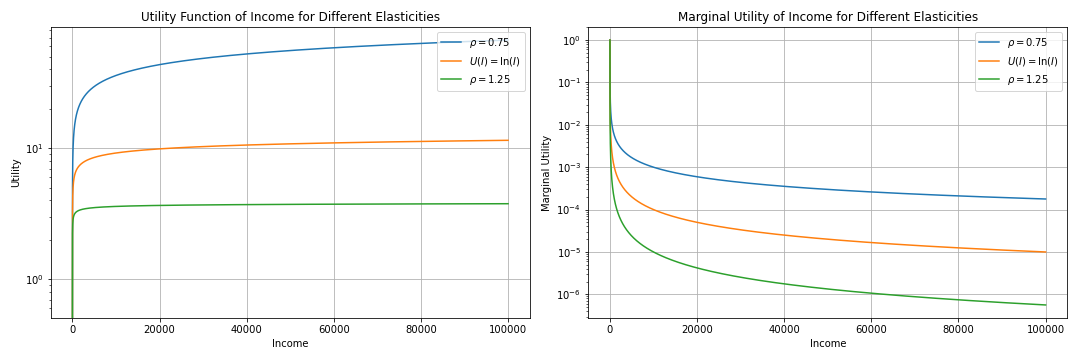 Utility Function of Income for Different Elasticities
ρ = 0.75
U(I) = ln(I)
ρ = 1.25
10¹
10⁰
Utility
0 20000 40000 60000 80000 100000
Income
Marginal Utility of Income for Different Elasticities
ρ = 0.75
U(I) = ln(I)
ρ = 1.25
10⁰
10⁻¹
10⁻²
10⁻³
10⁻⁴
10⁻⁵
10⁻⁶
Marginal Utility
0 20000 40000 60000 80000 100000
Income